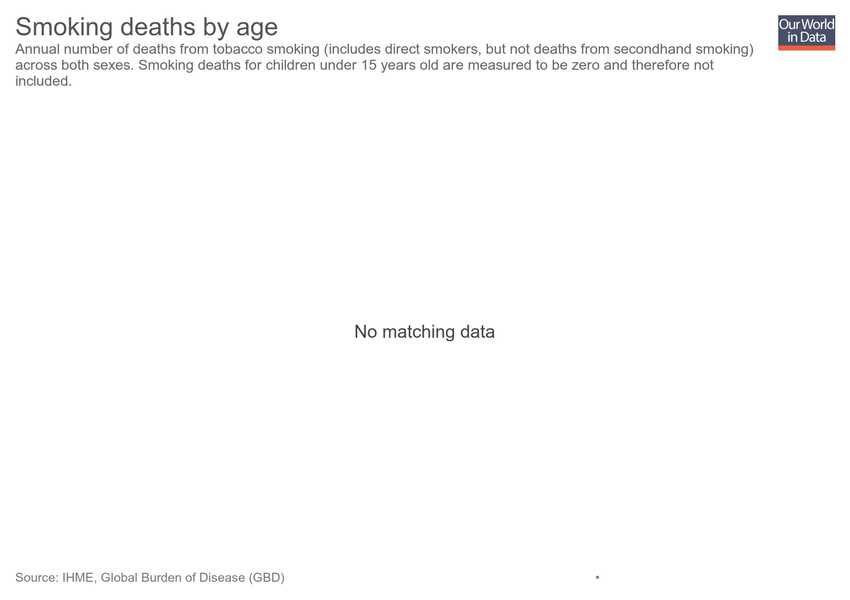 Smoking deaths by age
Our World
in Data
Annual number of deaths from tobacco smoking (includes direct smokers, but not deaths from secondhand smoking)
across both sexes. Smoking deaths for children under 15 years old are measured to be zero and therefore not
included.
No matching data
Source: IHME, Global Burden of Disease (GBD)
•